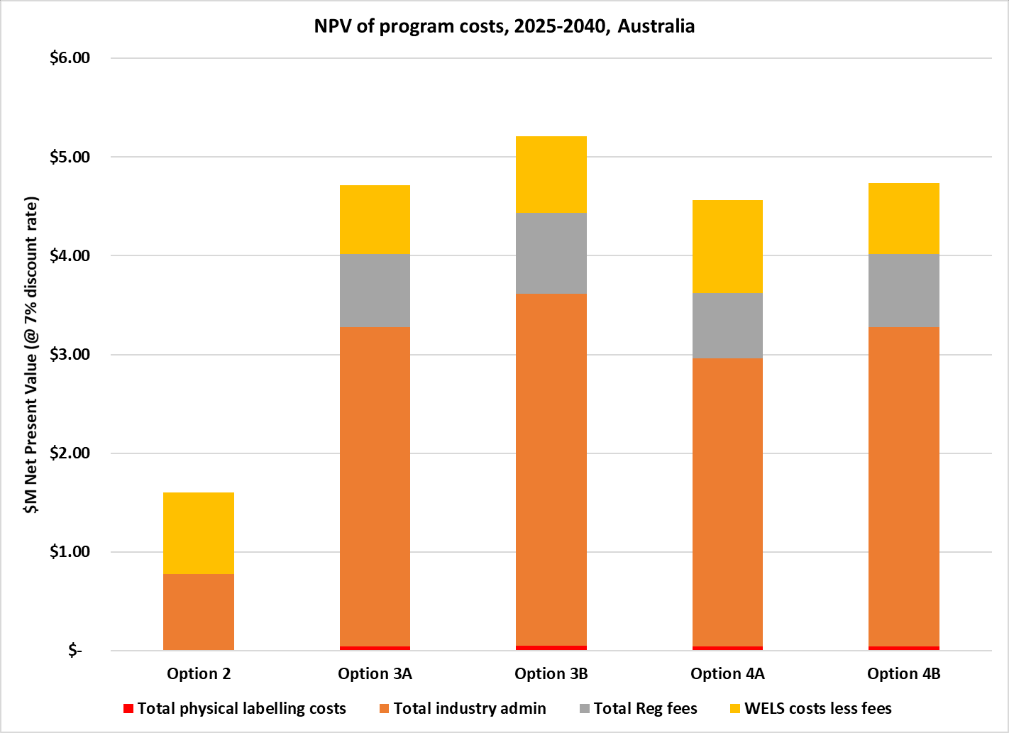 NPV of program costs, 2025-2040, Australia
$M Net Present Value (@ 7% discount rate)
$6.00
$5.00
$4.00
$3.00
$2.00
$1.00
$-
Option 2 Option 3A Option 3B Option 4A Option 4B
Total physical labelling costs Total industry admin Total Reg fees WELS costs less fees